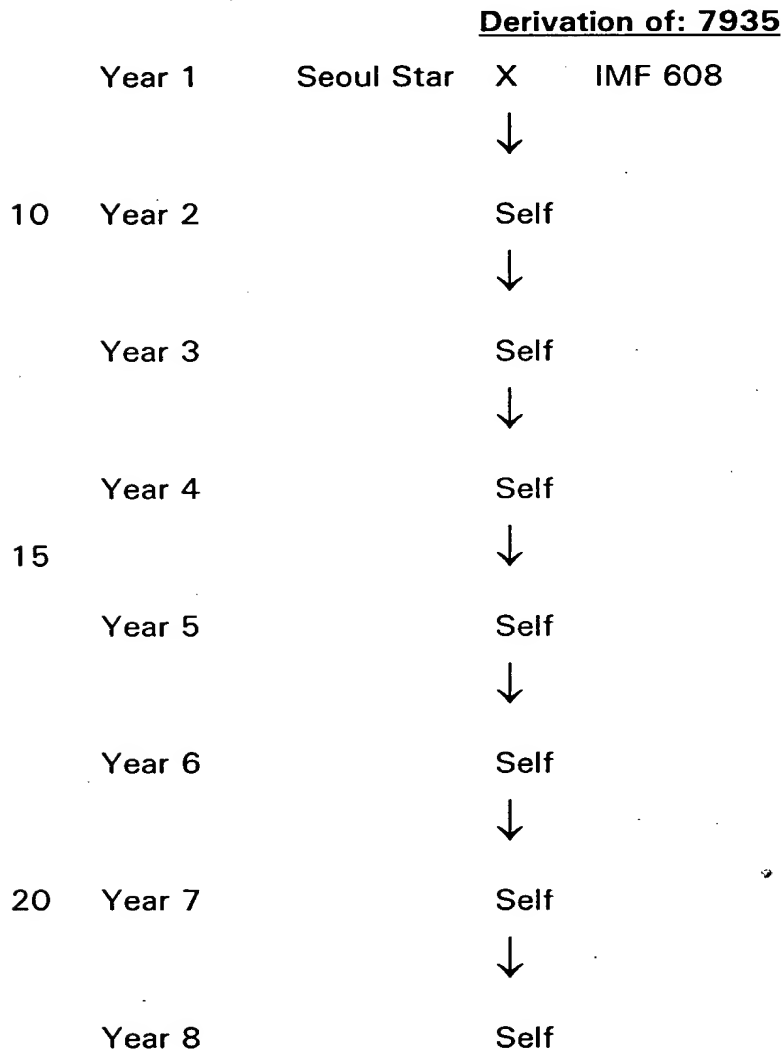 Derivation of: 7935
Year 1 Seoul Star X IMF 608
↓
10 Year 2 Self
↓
Year 3 Self
↓
Year 4 Self
15 ↓
Year 5 Self
↓
Year 6 Self
↓
20 Year 7 Self
↓
Year 8 Self